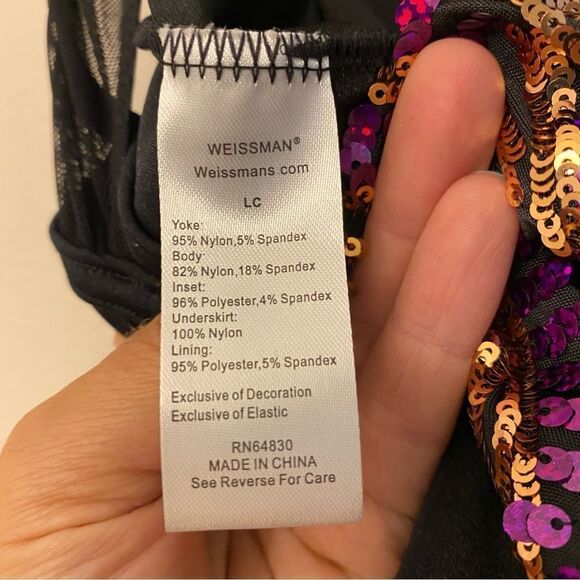 WEISSMAN®
Weissmans com
LC
Yoke:
95% Nylon,5% Spandex
Body:
82% Nylon,18% Spandex
Inset:
96% Polyester,4% Spandex
Underskirt:
100% Nylon
Lining:
95% Polyester,5% Spandex
Exclusive of Decoration
Exclusive of Elastic
RN64830
MADE IN CHINA
See Reverse For Care